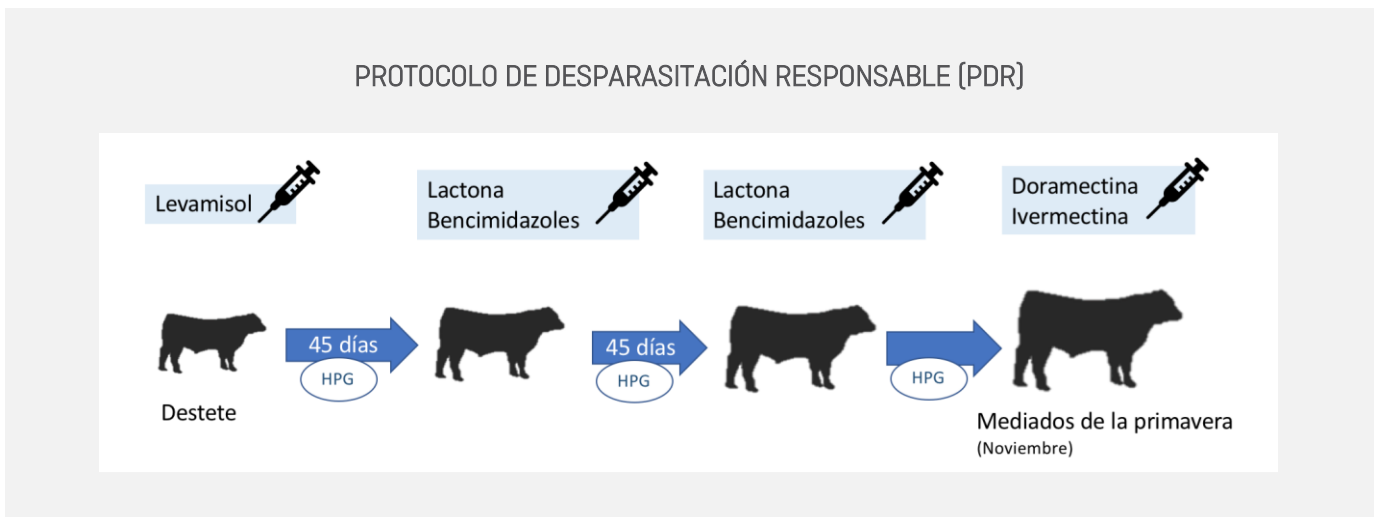 PROTOCOLO DE DESPARASITACIÓN RESPONSABLE (PDR)
Levamisol
Lactona
Bencimidazoles
Lactona
Bencimidazoles
Doramectina
Ivermectina
45 días
HPG
45 días
HPG
HPG
Destete
Mediados de la primavera
(Noviembre)